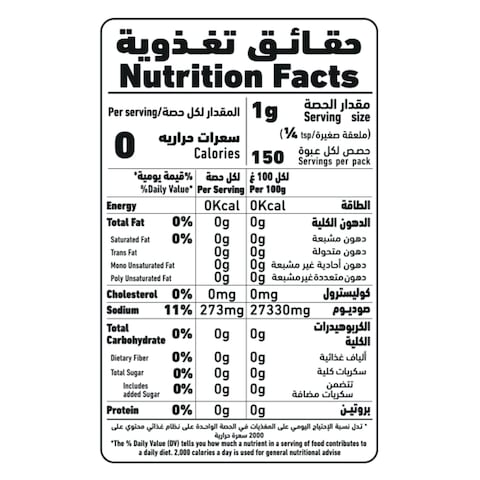 حقائق تغذوية
Nutrition Facts
Per serving/المقدار لكل حصة
0 سعرات حرارية
Calories
1g مقدار الحصة
Serving size
(¼ tsp/ملعقة صغيرة)
150 حصص لكل عبوة
Servings per pack
%قيمة يومية* لكل حصة لكل 100 غ
%Daily Value* Per Serving Per 100g
Energy 0Kcal 0Kcal الطاقة
Total Fat 0% 0g 0g الدهون الكلية
Saturated Fat 0% 0g 0g دهون مشبعة
Trans Fat 0g 0g دهون متحولة
Mono Unsaturated Fat 0g 0g دهون أحادية غير مشبعة
Poly Unsaturated Fat 0g 0g دهون متعددة غير مشبعة
Cholesterol 0% 0mg 0mg كوليسترول
Sodium 11% 273mg 27330mg صوديوم
Total Carbohydrate 0% 0g 0g الكربوهيدرات الكلية
Dietary Fiber 0% 0g 0g ألياف غذائية
Total Sugar 0% 0g 0g سكريات كلية
Includes added Sugar 0% 0g 0g تتضمن سكريات مضافة
Protein 0% 0g 0g بروتين
* تدل نسبة الإحتياج اليومي على المغذيات في الحصة الواحدة على نظام غذائي محتوي على
2000 سعرة حرارية
*The % Daily Value (DV) tells you how much a nutrient in a serving of food contributes to
a daily diet. 2,000 calories a day is used for general nutritional advise